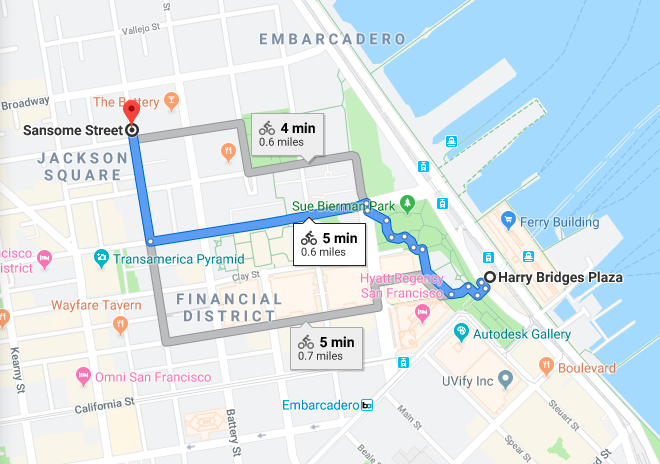 Vallejo St
EMBARCADERO
Broadway
The Battery
Sansome Street
4 min
0.6 miles
JACKSON
SQUARE
Sue Bierman Park
Ferry Building
5 min
0.6 miles
ncisco
District
Transamerica Pyramid
Clay St
Harry Bridges Plaza
Hyatt Regency
San Francisco
Wayfare Tavern
FINANCIAL
DISTRICT
Autodesk Gallery
5 min
0.7 miles
Kearny St
Omni San Francisco
Boulevard
UVify Inc
California St
Battery St
Embarcadero
Main St
Steuart St
Spear St
Beale